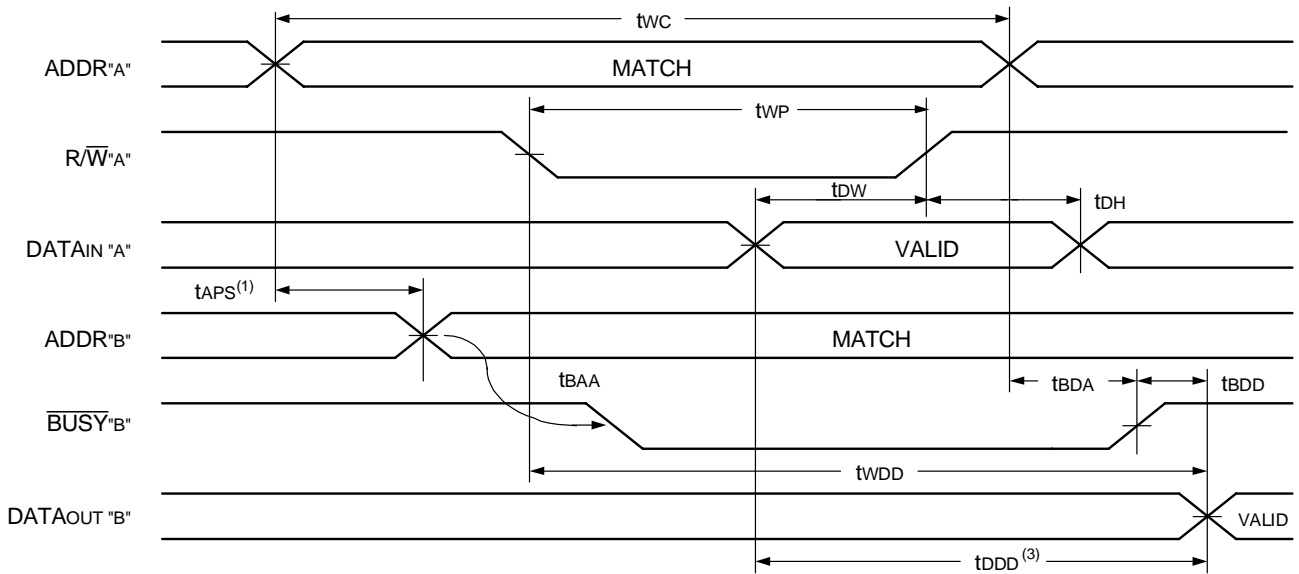 tWC
ADDR"A"
MATCH
tWP
R/W̅"A"
tDW
tDH
DATAIN "A"
VALID
tAPS(1)
ADDR"B"
MATCH
tBAA
tBDA
tBDD
B̅U̅S̅Y̅"B"
tWDD
DATAOUT "B"
VALID
tDDD(3)